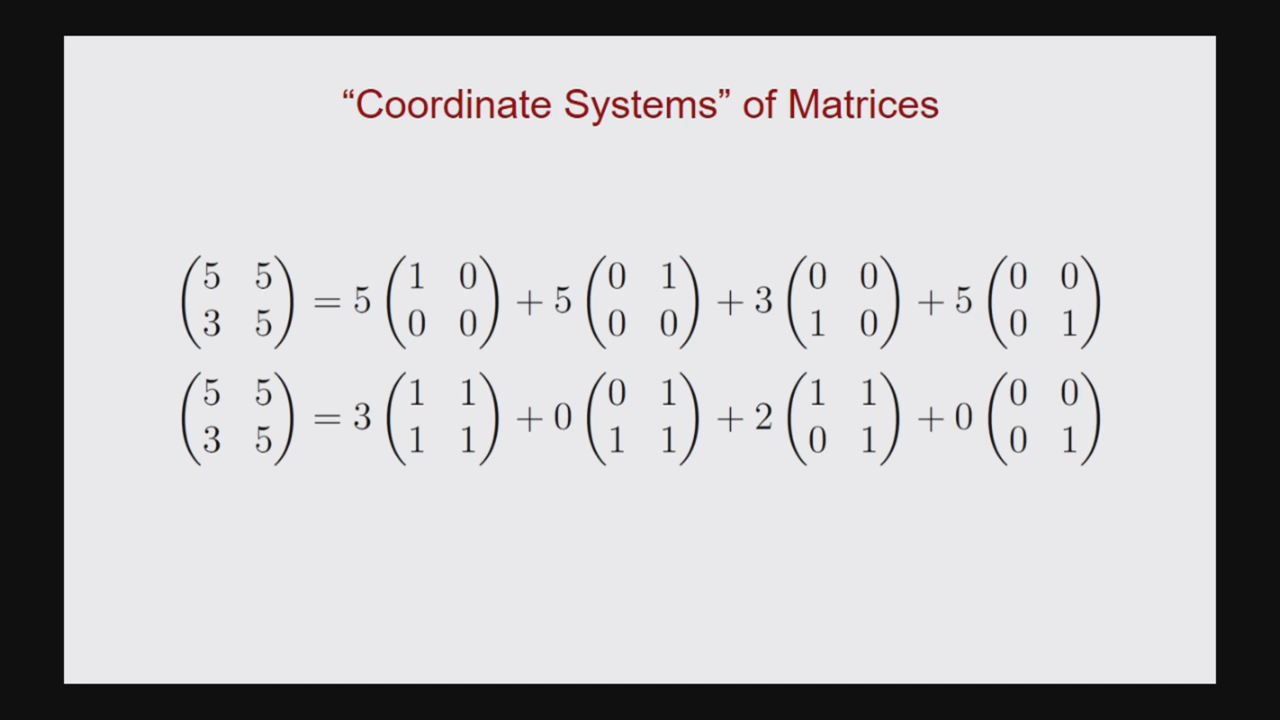 “Coordinate Systems” of Matrices
(5 5; 3 5) = 5 (1 0; 0 0) + 5 (0 1; 0 0) + 3 (0 0; 1 0) + 5 (0 0; 0 1)
(5 5; 3 5) = 3 (1 1; 1 1) + 0 (0 1; 1 1) + 2 (1 1; 0 1) + 0 (0 0; 0 1)